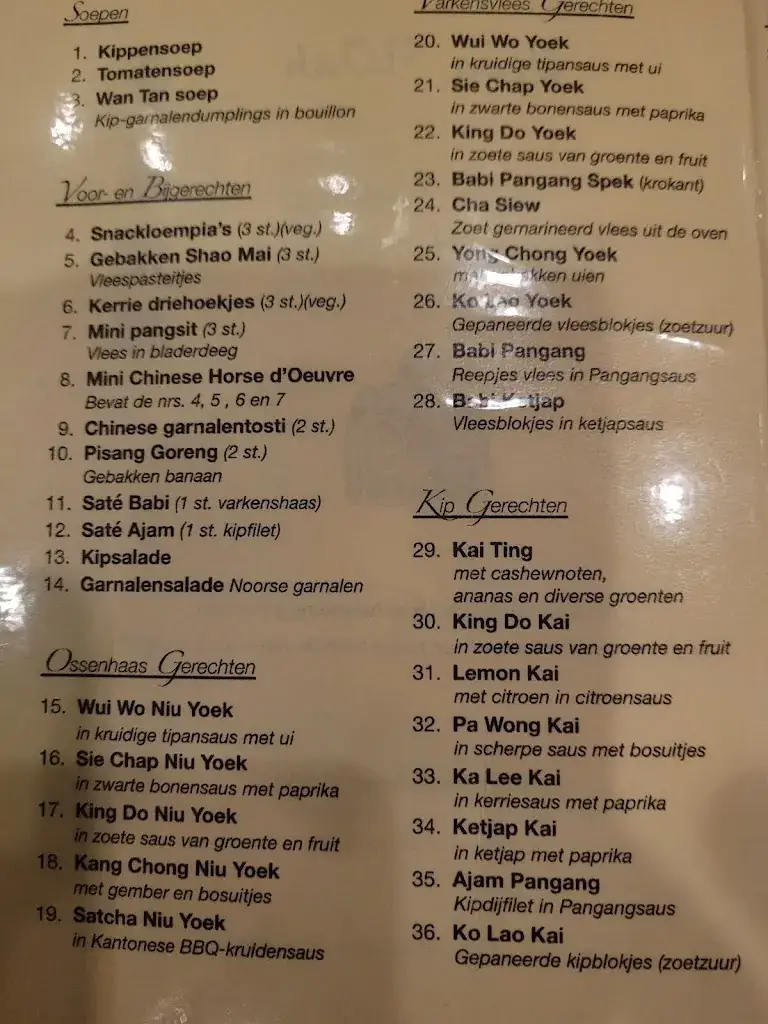 Soepen
1. Kippensoep
2. Tomatensoep
3. Wan Tan soep
Kip-garnalendumplings in bouillon
Voor- en Bijgerechten
4. Snackloempia's (3 st.)(veg.)
5. Gebakken Shao Mai (3 st.)
Vleespasteitjes
6. Kerrie driehoekjes (3 st.)(veg.)
7. Mini pangsit (3 st.)
Vlees in bladerdeeg
8. Mini Chinese Horse d'Oeuvre
Bevat de nrs. 4, 5 , 6 en 7
9. Chinese garnalentosti (2 st.)
10. Pisang Goreng (2 st.)
Gebakken banaan
11. Saté Babi (1 st. varkenshaas)
12. Saté Ajam (1 st. kipfilet)
13. Kipsalade
14. Garnalensalade Noorse garnalen
Ossenhaas Gerechten
15. Wui Wo Niu Yoek
in kruidige tipansaus met ui
16. Sie Chap Niu Yoek
in zwarte bonensaus met paprika
17. King Do Niu Yoek
in zoete saus van groente en fruit
18. Kang Chong Niu Yoek
met gember en bosuitjes
19. Satcha Niu Yoek
in Kantonese BBQ-kruidensaus
Varkensvlees Gerechten
20. Wui Wo Yoek
in kruidige tipansaus met ui
21. Sie Chap Yoek
in zwarte bonensaus met paprika
22. King Do Yoek
in zoete saus van groente en fruit
23. Babi Pangang Spek (krokant)
24. Cha Siew
Zoet gemarineerd vlees uit de oven
25. Yong Chong Yoek
met gebakken uien
26. Ko Lao Yoek
Gepaneerde vleesblokjes (zoetzuur)
27. Babi Pangang
Reepjes vlees in Pangangsaus
28. Babi Ketjap
Vleesblokjes in ketjapsaus
Kip Gerechten
29. Kai Ting
met cashewnoten,
ananas en diverse groenten
30. King Do Kai
in zoete saus van groente en fruit
31. Lemon Kai
met citroen in citroensaus
32. Pa Wong Kai
in scherpe saus met bosuitjes
33. Ka Lee Kai
in kerriesaus met paprika
34. Ketjap Kai
in ketjap met paprika
35. Ajam Pangang
Kipdijfilet in Pangangsaus
36. Ko Lao Kai
Gepaneerde kipblokjes (zoetzuur)